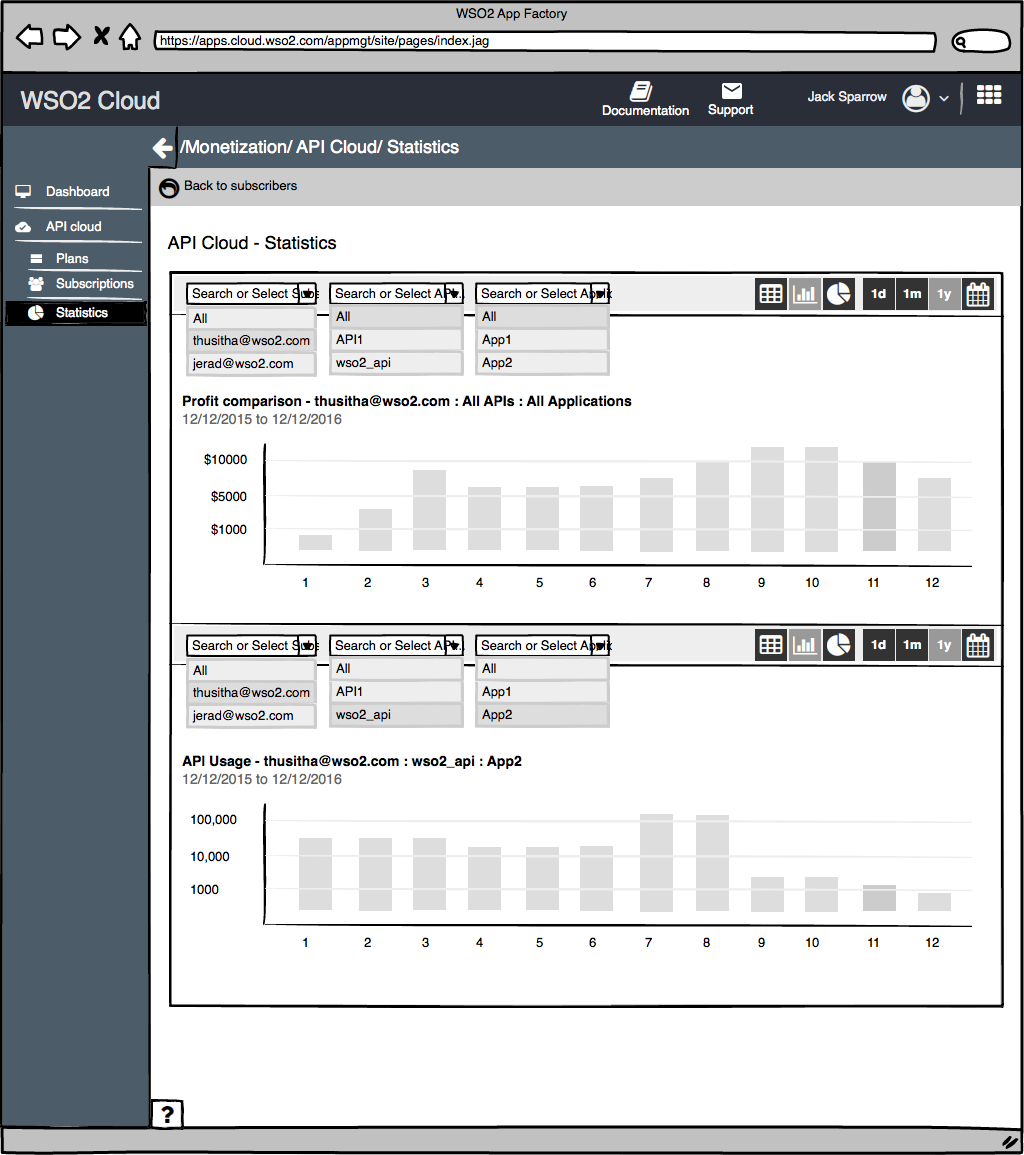 WSO2 App Factory
https://apps.cloud.wso2.com/appmgt/site/pages/index.jag
WSO2 Cloud
Documentation
Support
Jack Sparrow
/Monetization/ API Cloud/ Statistics
Back to subscribers
Dashboard
API cloud
Plans
Subscriptions
Statistics
API Cloud - Statistics
Search or Select Subs
Search or Select API...
Search or Select Applic
1d 1m 1y
All All All
thusitha@wso2.com API1 App1
jerad@wso2.com wso2_api App2
Profit comparison - thusitha@wso2.com : All APIs : All Applications
12/12/2015 to 12/12/2016
$10000
$5000
$1000
1 2 3 4 5 6 7 8 9 10 11 12
Search or Select Subs
Search or Select API...
Search or Select Applic
1d 1m 1y
All All All
thusitha@wso2.com API1 App1
jerad@wso2.com wso2_api App2
API Usage - thusitha@wso2.com : wso2_api : App2
12/12/2015 to 12/12/2016
100,000
10,000
1000
1 2 3 4 5 6 7 8 9 10 11 12
?